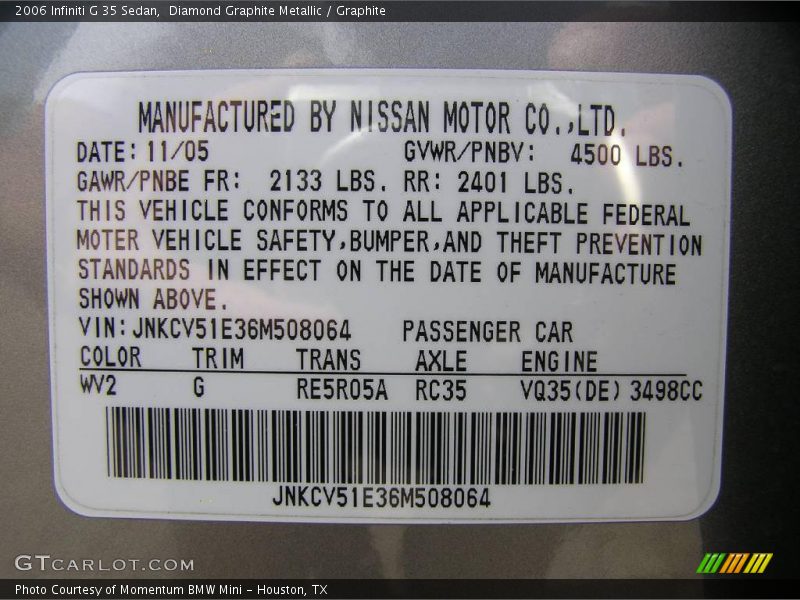 2006 Infiniti G 35 Sedan,  Diamond Graphite Metallic / Graphite
MANUFACTURED BY NISSAN MOTOR CO.,LTD.
DATE: 11/05 GVWR/PNBV: 4500 LBS.
GAWR/PNBE FR: 2133 LBS. RR: 2401 LBS.
THIS VEHICLE CONFORMS TO ALL APPLICABLE FEDERAL
MOTER VEHICLE SAFETY,BUMPER,AND THEFT PREVENTION
STANDARDS IN EFFECT ON THE DATE OF MANUFACTURE
SHOWN ABOVE.
VIN:JNKCV51E36M508064 PASSENGER CAR
COLOR TRIM TRANS AXLE ENGINE
WV2 G RE5R05A RC35 VQ35(DE) 3498CC
JNKCV51E36M508064
GTCARLOT.COM
Photo Courtesy of Momentum BMW Mini - Houston, TX